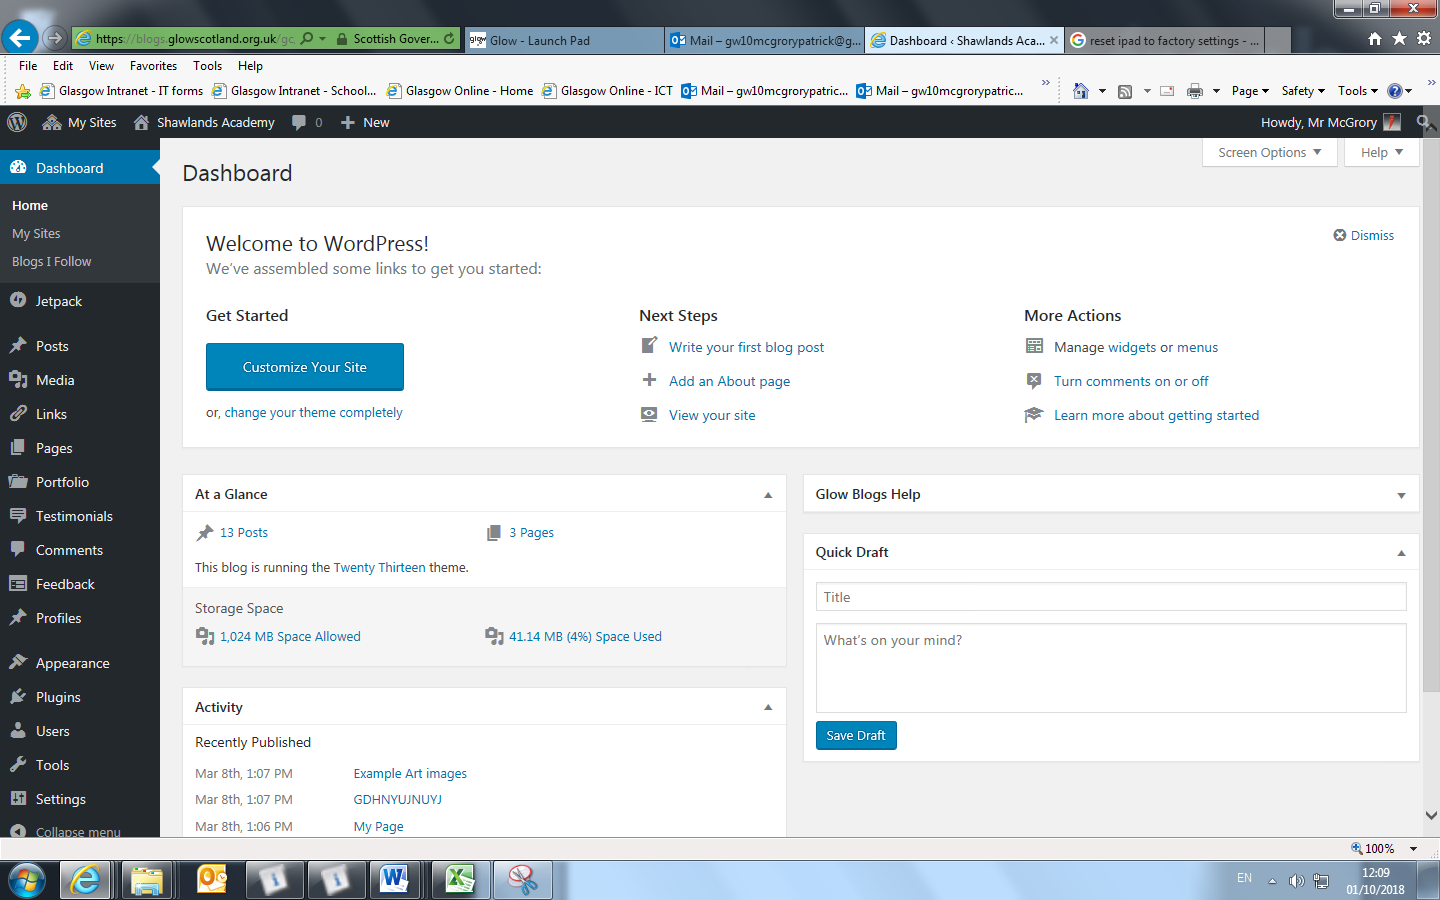 https://blogs.glowscotland.org.uk/gc
Scottish Gover...
glow Glow - Launch Pad
Mail – gw10mcgrorypatrick@g...
Dashboard ‹ Shawlands Aca...
reset ipad to factory settings - ...
File Edit View Favorites Tools Help
Glasgow Intranet - IT forms
Glasgow Intranet - School...
Glasgow Online - Home
Glasgow Online - ICT
Mail – gw10mcgrorypatric...
Mail – gw10mcgrorypatric...
Page Safety Tools
My Sites Shawlands Academy 0 New
Howdy, Mr McGrory
Dashboard
Home
My Sites
Blogs I Follow
Jetpack
Posts
Media
Links
Pages
Portfolio
Testimonials
Comments
Feedback
Profiles
Appearance
Plugins
Users
Tools
Settings
Collapse menu
Screen Options Help
Dashboard
Welcome to WordPress!
We've assembled some links to get you started:
Dismiss
Get Started
Customize Your Site
or, change your theme completely
Next Steps
Write your first blog post
Add an About page
View your site
More Actions
Manage widgets or menus
Turn comments on or off
Learn more about getting started
At a Glance
13 Posts 3 Pages
This blog is running the Twenty Thirteen theme.
Storage Space
1,024 MB Space Allowed 41.14 MB (4%) Space Used
Activity
Recently Published
Mar 8th, 1:07 PM Example Art images
Mar 8th, 1:07 PM GDHNYUJNUYJ
Mar 8th, 1:06 PM My Page
Glow Blogs Help
Quick Draft
Title
What's on your mind?
Save Draft
100%
EN
12:09
01/10/2018